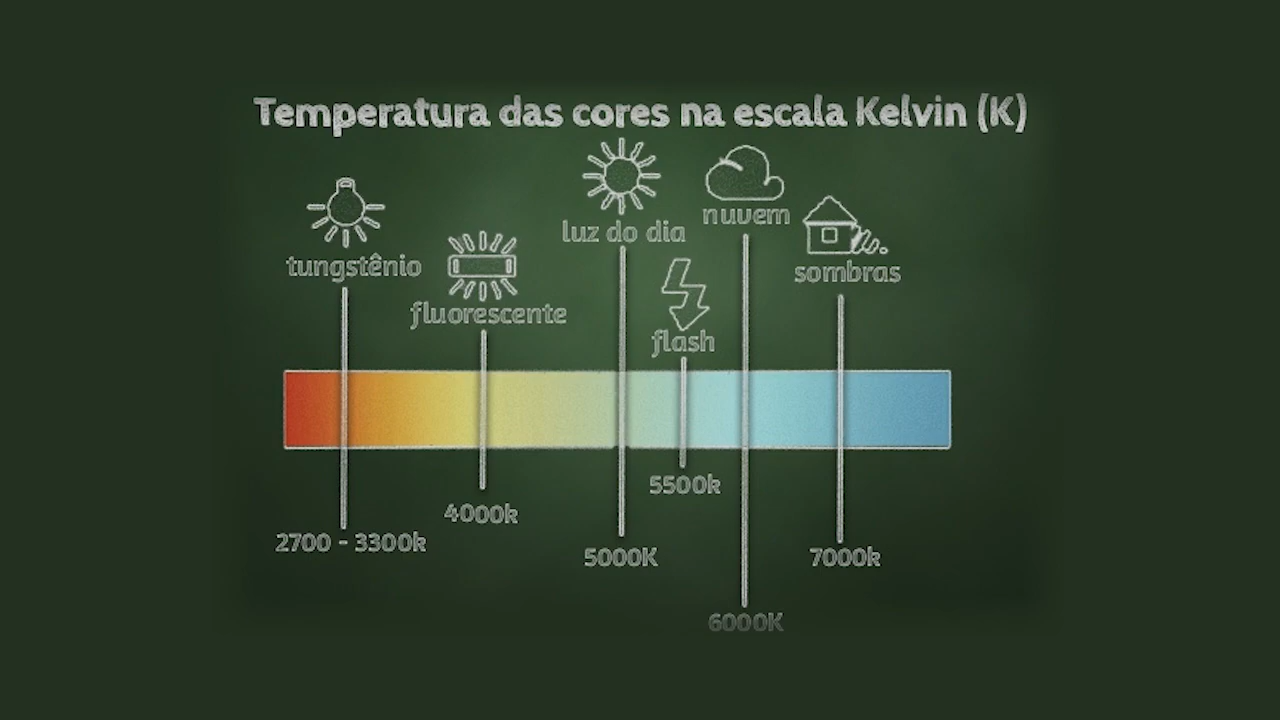 Temperatura das cores na escala Kelvin (K)
tungstênio
fluorescente
luz do dia
flash
nuvem
sombras
2700 - 3300k
4000k
5000K
5500k
6000K
7000k